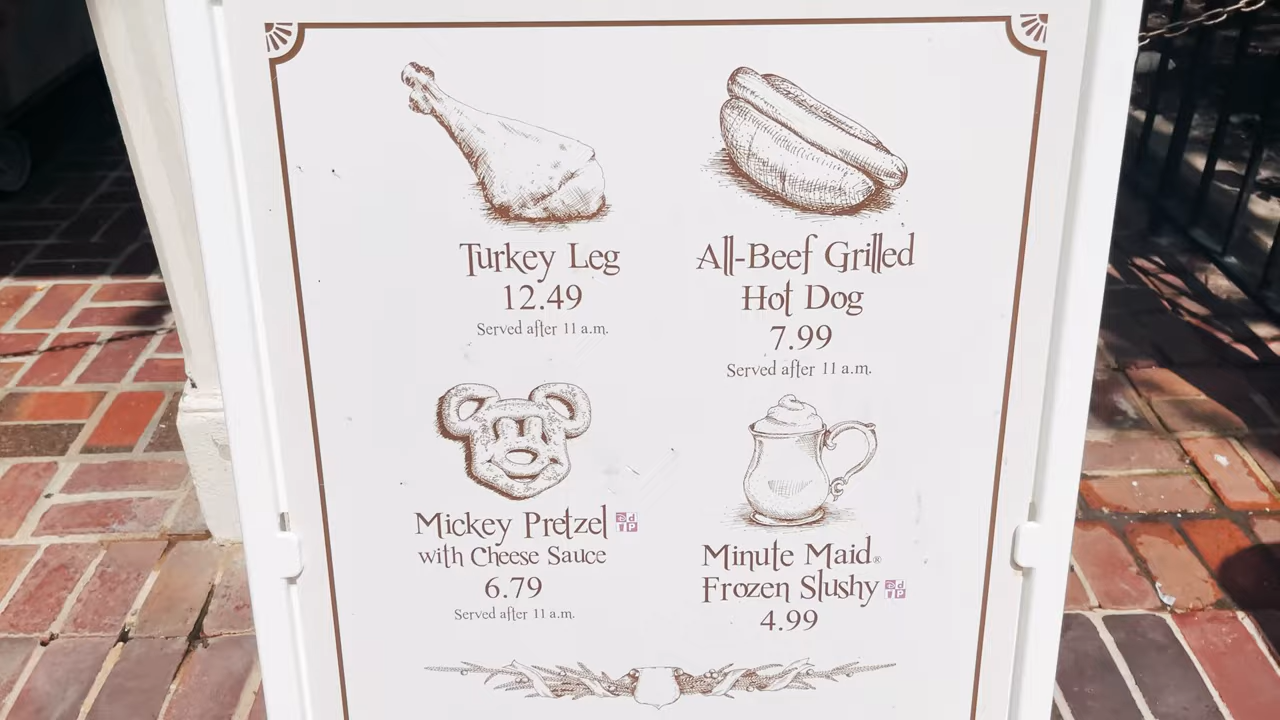 Turkey Leg
12.49
Served after 11 a.m.
All-Beef Grilled
Hot Dog
7.99
Served after 11 a.m.
Mickey Pretzel
with Cheese Sauce
6.79
Served after 11 a.m.
Minute Maid®
Frozen Slushy
4.99